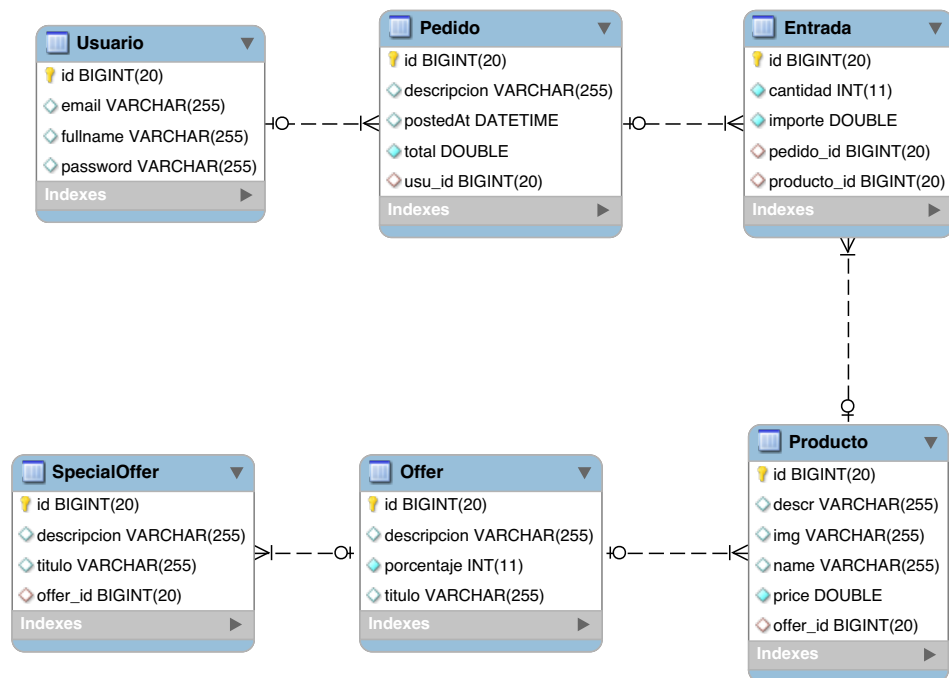 Usuario
id BIGINT(20)
email VARCHAR(255)
fullname VARCHAR(255)
password VARCHAR(255)
Indexes
Pedido
id BIGINT(20)
descripcion VARCHAR(255)
postedAt DATETIME
total DOUBLE
usu_id BIGINT(20)
Indexes
Entrada
id BIGINT(20)
cantidad INT(11)
importe DOUBLE
pedido_id BIGINT(20)
producto_id BIGINT(20)
Indexes
SpecialOffer
id BIGINT(20)
descripcion VARCHAR(255)
titulo VARCHAR(255)
offer_id BIGINT(20)
Indexes
Offer
id BIGINT(20)
descripcion VARCHAR(255)
porcentaje INT(11)
titulo VARCHAR(255)
Indexes
Producto
id BIGINT(20)
descr VARCHAR(255)
img VARCHAR(255)
name VARCHAR(255)
price DOUBLE
offer_id BIGINT(20)
Indexes